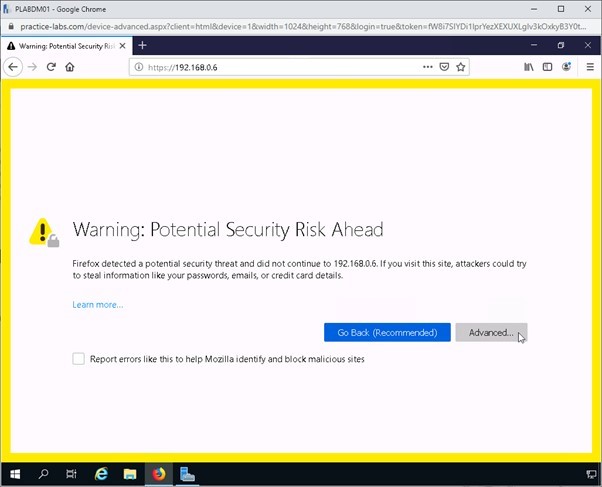 PLABDM01 - Google Chrome
practice-labs.com/device-advanced.aspx?client=html&device=1&width=1024&height=768&login=true&token=
Warning: Potential Security Ris
https://192.168.0.6
Warning: Potential Security Risk Ahead
Firefox detected a potential security threat and did not continue to 192.168.0.6. If you visit this site, attackers could try
to steal information like your passwords, emails, or credit card details.
Learn more...
Go Back (Recommended)
Advanced...
Report errors like this to help Mozilla identify and block malicious sites